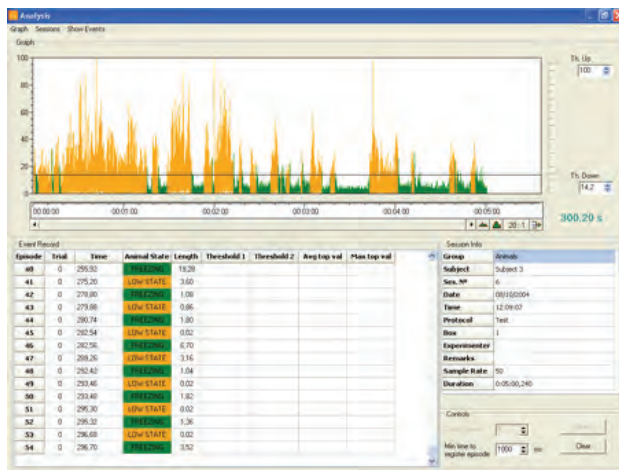 Analysis
Graph Sessions Show Events
Graph
100
80
60
40
20
0
Th. Up
100
Th. Down
14,2
00:00:00 00:01:00 00:02:00 00:03:00 00:04:00 00:05:00
20 : 1
300.20 s
Event Record
Episode Trial Time Animal State Length Threshold 1 Threshold 2 Avg top val Max top val
40 0 255,92 FREEZING 19,28
41 0 275,20 LOW STATE 3,60
42 0 278,80 FREEZING 1,08
43 0 279,88 LOW STATE 0,86
44 0 280,74 FREEZING 1,80
45 0 282,54 LOW STATE 0,02
46 0 282,56 FREEZING 6,70
47 0 289,26 LOW STATE 3,16
48 0 292,42 FREEZING 1,04
49 0 293,46 LOW STATE 0,02
50 0 293,48 FREEZING 1,82
51 0 295,30 LOW STATE 0,02
52 0 295,32 FREEZING 1,36
53 0 296,68 LOW STATE 0,02
54 0 296,70 FREEZING 3,52
Session Info
Group Animals
Subject Subject 3
Ses. Nº 6
Date
Time 12:09:07
Protocol Test
Box 1
Experimenter
Remarks
Sample Rate 50
Duration 0:05:00,240
Controls
1
Min time to
register episode 1000 ms
Clear